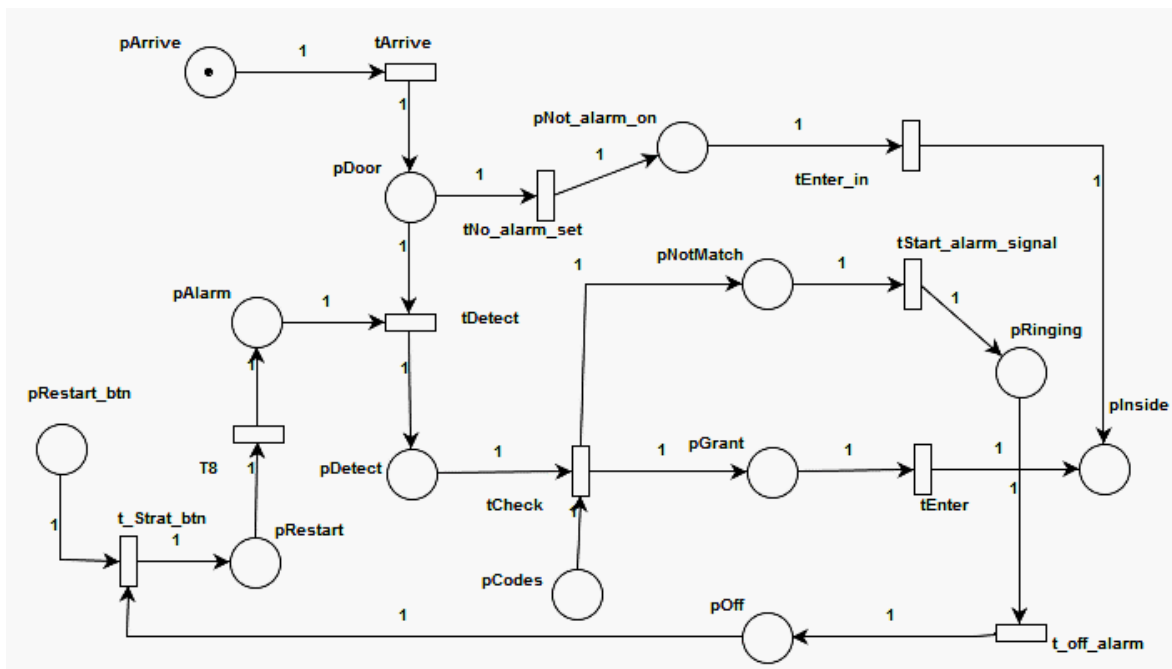 pArrive
1
tArrive
1
pNot_alarm_on
1
1
tEnter_in
1
pDoor
1
tNo_alarm_set
1
pNotMatch
1
tStart_alarm_signal
1
1
pAlarm
1
tDetect
pRinging
1
1
pRestart_btn
pInside
T8
1
pDetect
1
1
pGrant
1
1
tCheck
tEnter
1
1
1
t_Strat_btn
1
pRestart
pCodes
pOff
1
1
t_off_alarm